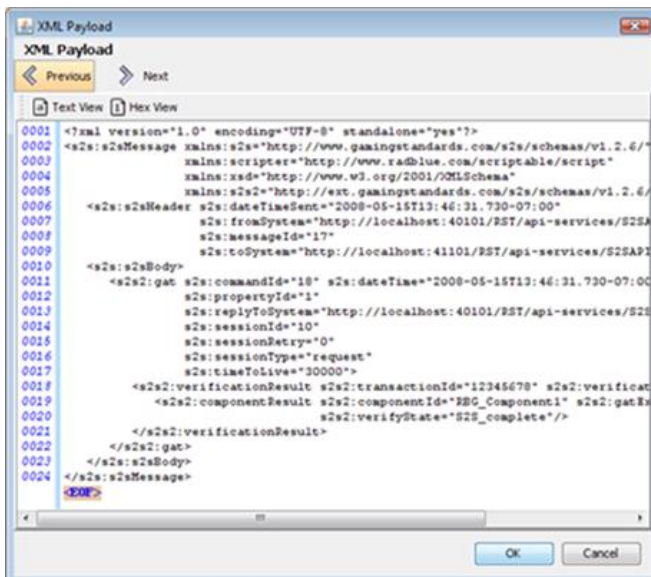 XML Payload
XML Payload
Previous Next
Text View Hex View
0001 <?xml version="1.0" encoding="UTF-8" standalone="yes"?>
0002 <s2s:s2sMessage xmlns:s2s="http://www.gamingstandards.com/s2s/schemas/v1.2.6/"
0003 xmlns:scripter="http://www.radblue.com/scriptable/script"
0004 xmlns:xsd="http://www.w3.org/2001/XMLSchema"
0005 xmlns:s2s2="http://ext.gamingstandards.com/s2s/schemas/v1.2.6/
0006 <s2s:s2sHeader s2s:dateTimeSent="2008-05-15T13:46:31.730-07:00"
0007 s2s:fromSystem="http://localhost:40101/RST/api-services/S2SA
0008 s2s:messageId="17"
0009 s2s:toSystem="http://localhost:41101/RST/api-services/S2SAPI
0010 <s2s:s2sBody>
0011 <s2s2:gat s2s:commandId="18" s2s:dateTime="2008-05-15T13:46:31.730-07:00
0012 s2s:propertyId="1"
0013 s2s:replyToSystem="http://localhost:40101/RST/api-services/S2S
0014 s2s:sessionId="10"
0015 s2s:sessionRetry="0"
0016 s2s:sessionType="request"
0017 s2s:timeToLive="30000">
0018 <s2s2:verificationResult s2s2:transactionId="12345678" s2s2:verificat
0019 <s2s2:componentResult s2s2:componentId="RBG_Component1" s2s2:gatEx
0020 s2s2:verifyState="S2S_complete"/>
0021 </s2s2:verificationResult>
0022 </s2s2:gat>
0023 </s2s:s2sBody>
0024 </s2s:s2sMessage>
<EOF>
OK Cancel